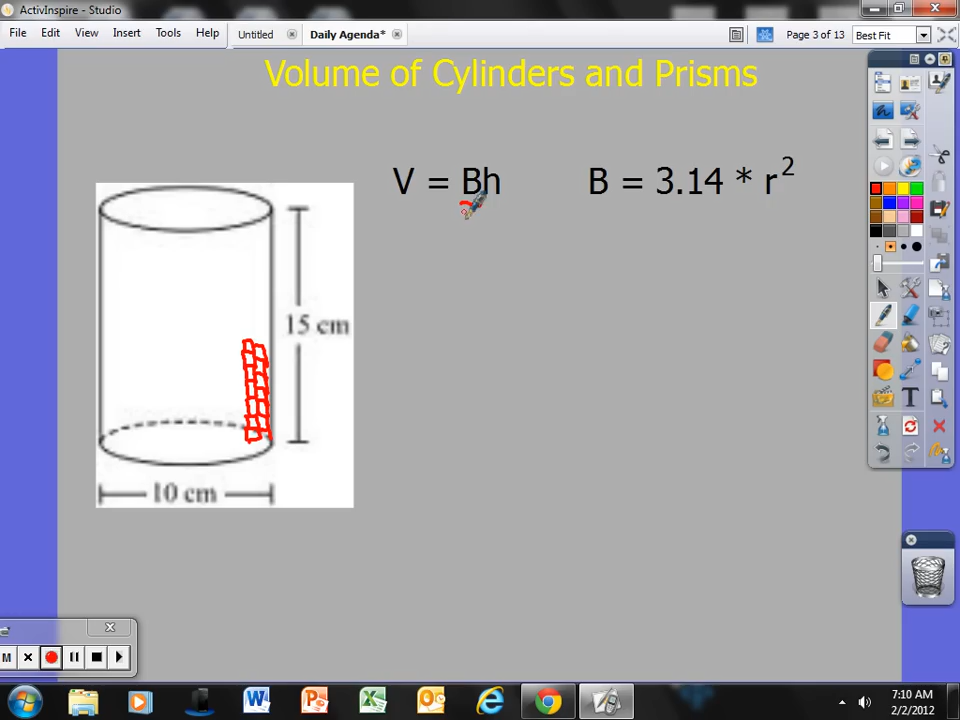 ActivInspire - Studio
File Edit View Insert Tools Help Untitled Daily Agenda* Page 3 of 13 Best Fit
Volume of Cylinders and Prisms
V = Bh B = 3.14 * r²
15 cm
10 cm
M
T
7:10 AM
2/2/2012